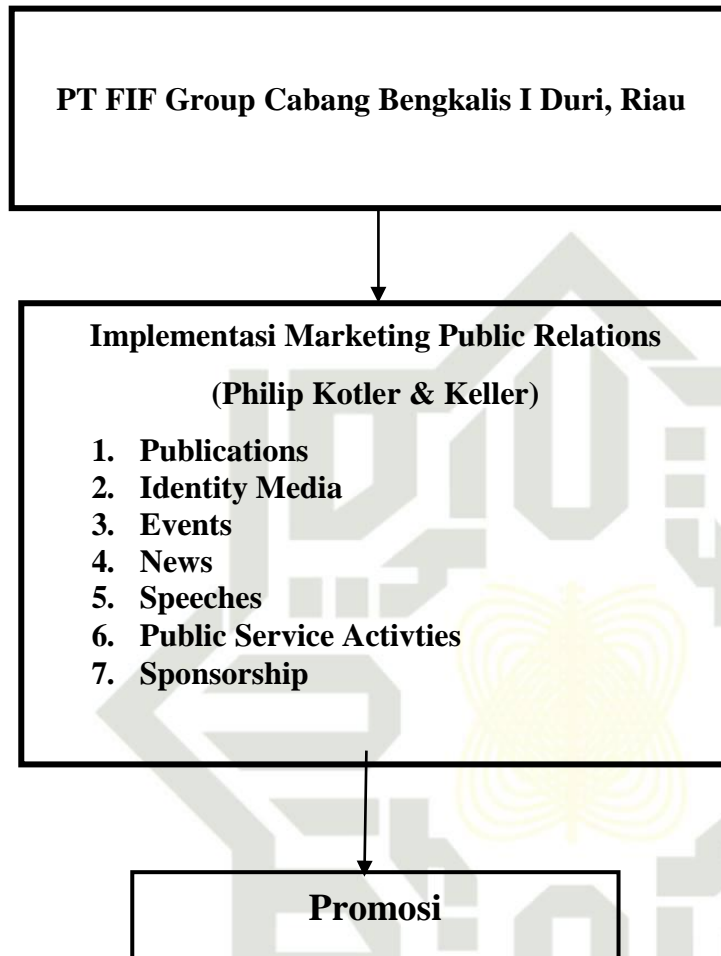 PT FIF Group Cabang Bengkalis I Duri, Riau
Implementasi Marketing Public Relations
(Philip Kotler & Keller)
1. Publications
2. Identity Media
3. Events
4. News
5. Speeches
6. Public Service Activties
7. Sponsorship
Promosi